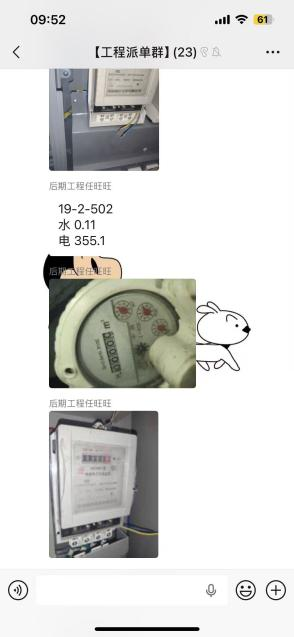 09:52
61
【工程派单群】(23)
后期工程任旺旺
19-2-502
水 0.11
电 355.1
后期工程任旺旺
后期工程任旺旺